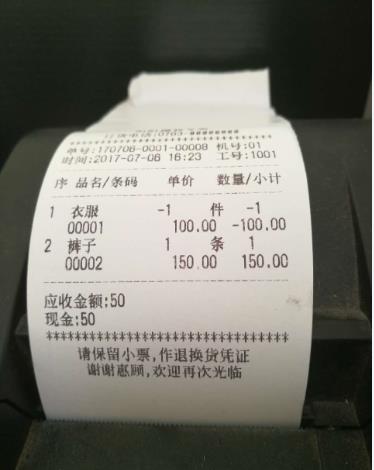 单号:170706-0001-00008 机号:01
时间:2017-07-06 16:23 工号:1001
序 品名/条码 单价 数量/小计
1 衣服 -1 件 -1
00001 100.00 -100.00
2 裤子 1 条 1
00002 150.00 150.00
应收金额:50
现金:50
请保留小票,作退换货凭证
谢谢惠顾,欢迎再次光临